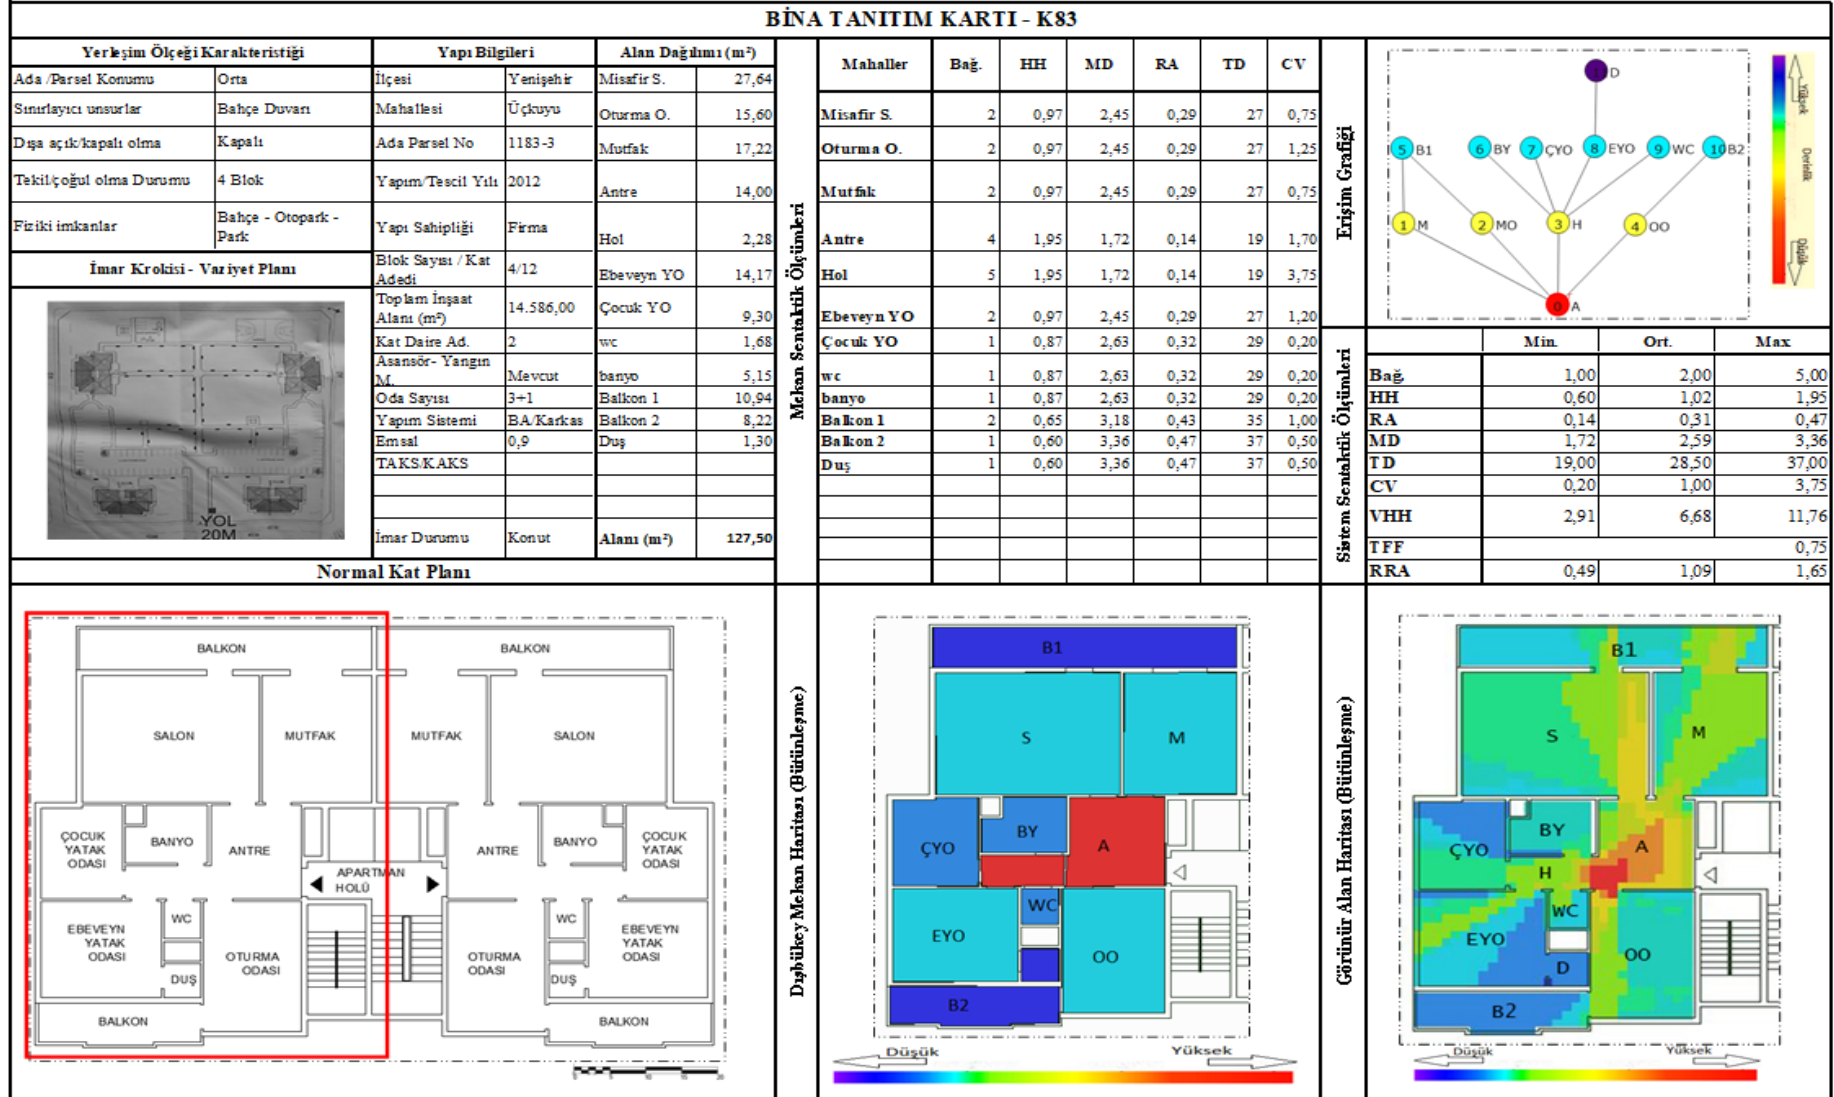 BİNA TANITIM KARTI - K83
Yerleşim Ölçeği Karakteristiği
Ada /Parsel Konumu Orta
Sınırlayıcı unsurlar Bahçe Duvarı
Dışa açık/kapalı olma Kapalı
Tekil/çoğul olma Durumu 4 Blok
Fiziki imkanlar Bahçe - Otopark - Park
İmar Krokisi - Vaziyet Planı
YOL
20M
Yapı Bilgileri
İlçesi Yenişehir
Mahallesi Üçkuyu
Ada Parsel No 1183-3
Yapım/Tescil Yılı 2012
Yapı Sahipliği Firma
Blok Sayısı / Kat Adedi 4/12
Toplam İnşaat Alanı (m²) 14.586,00
Kat Daire Ad. 2
Asansör- Yangın M. Mevcut
Oda Sayısı 3+1
Yapım Sistemi BA/Karkas
Emsal 0,9
TAKS/KAKS
İmar Durumu Konut
Alan Dağılımı (m²)
Misafir S. 27,64
Oturma O. 15,60
Mutfak 17,22
Antre 14,00
Hol 2,28
Ebeveyn YO 14,17
Çocuk YO 9,30
wc 1,68
banyo 5,15
Balkon 1 10,94
Balkon 2 8,22
Duş 1,30
Alanı (m²) 127,50
Mekan Sentaktik Ölçümleri
Mahaller Bağ. HH MD RA TD CV
Misafir S. 2 0,97 2,45 0,29 27 0,75
Oturma O. 2 0,97 2,45 0,29 27 1,25
Mutfak 2 0,97 2,45 0,29 27 0,75
Antre 4 1,95 1,72 0,14 19 1,70
Hol 5 1,95 1,72 0,14 19 3,75
Ebeveyn YO 2 0,97 2,45 0,29 27 1,20
Çocuk YO 1 0,87 2,63 0,32 29 0,20
wc 1 0,87 2,63 0,32 29 0,20
banyo 1 0,87 2,63 0,32 29 0,20
Balkon 1 2 0,65 3,18 0,43 35 1,00
Balkon 2 1 0,60 3,36 0,47 37 0,50
Duş 1 0,60 3,36 0,47 37 0,50
Erişim Grafiği
D
5 B1 6 BY 7 ÇYO 8 EYO 9 WC 10 B2
1 M 2 MO 3 H 4 OO
0 A
Yüksek
Derinlik
Düşük
Sistem Sentaktik Ölçümleri
Min. Ort. Max
Bağ. 1,00 2,00 5,00
HH 0,60 1,02 1,95
RA 0,14 0,31 0,47
MD 1,72 2,59 3,36
TD 19,00 28,50 37,00
CV 0,20 1,00 3,75
VHH 2,91 6,68 11,76
TFF 0,75
RRA 0,49 1,09 1,65
Normal Kat Planı
BALKON BALKON
SALON MUTFAK MUTFAK SALON
ÇOCUK YATAK ODASI BANYO ANTRE ANTRE BANYO ÇOCUK YATAK ODASI
APARTMAN HOLÜ
EBEVEYN YATAK ODASI WC DUŞ OTURMA ODASI OTURMA ODASI WC DUŞ EBEVEYN YATAK ODASI
BALKON BALKON
Dışbükey Mekan Haritası (Bütünleşme)
B1
S M
ÇYO BY A
WC
EYO OO
B2
Düşük Yüksek
Görünür Alan Haritası (Bütünleşme)
B1
S M
BY
ÇYO H A
WC
EYO OO
D
B2
Düşük Yüksek